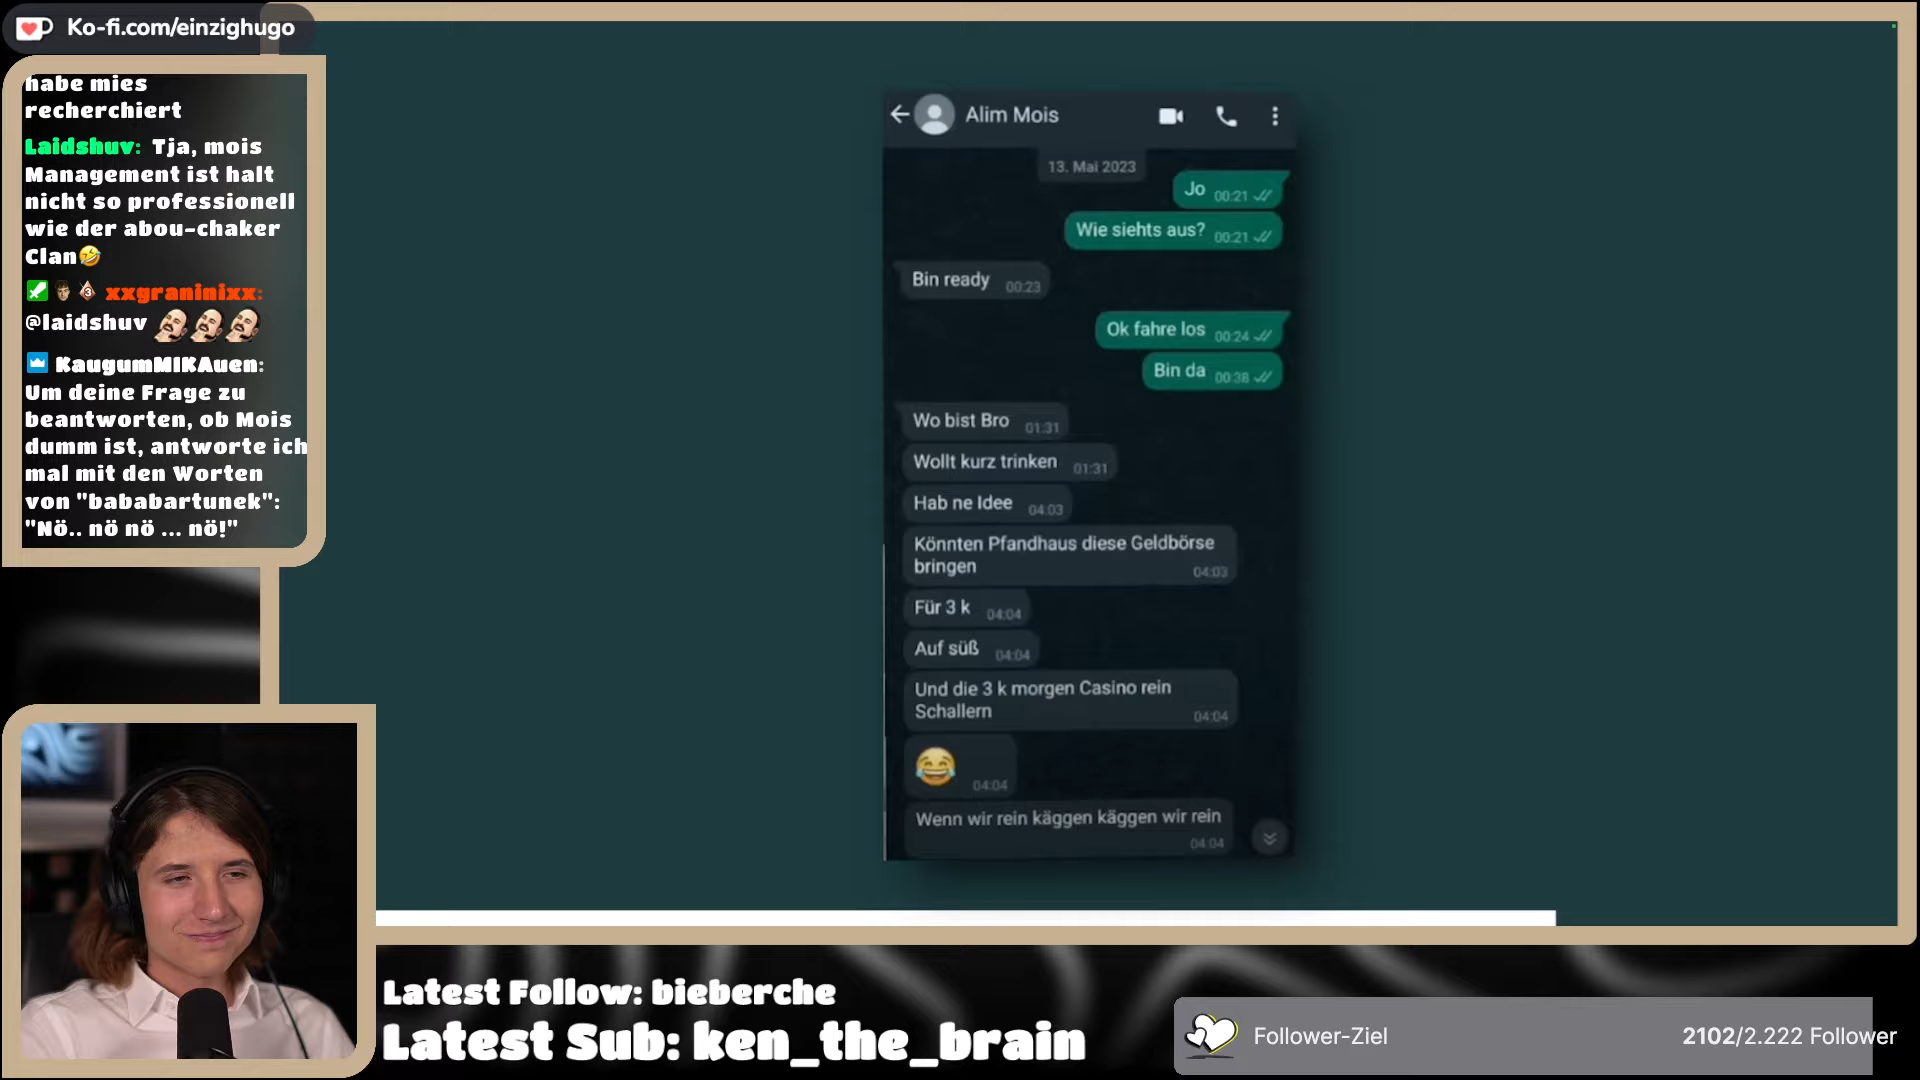 Ko-fi.com/einzighugo
habe mies
recherchiert
Laidshuv: Tja, mois
Management ist halt
nicht so professionell
wie der abou-chaker
Clan🤣
xxgraninixx:
@laidshuv
KaugumMIKAuen:
Um deine Frage zu
beantworten, ob Mois
dumm ist, antworte ich
mal mit den Worten
von "bababartunek":
"Nö.. nö nö ... nö!"
Alim Mois
13. Mai 2023
Jo 00:21
Wie siehts aus? 00:21
Bin ready 00:23
Ok fahre los 00:24
Bin da 00:38
Wo bist Bro 01:31
Wollt kurz trinken 01:31
Hab ne Idee 04:03
Könnten Pfandhaus diese Geldbörse
bringen 04:03
Für 3 k 04:04
Auf süß 04:04
Und die 3 k morgen Casino rein
Schallern 04:04
😂 04:04
Wenn wir rein käggen käggen wir rein
04:04
Latest Follow: bieberche
Latest Sub: ken_the_brain
Follower-Ziel 2102/2.222 Follower